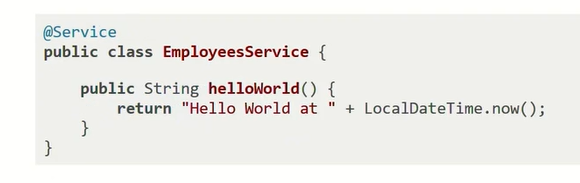 @Service
public class EmployeesService {
public String helloWorld() {
return "Hello World at " + LocalDateTime.now();
}
}